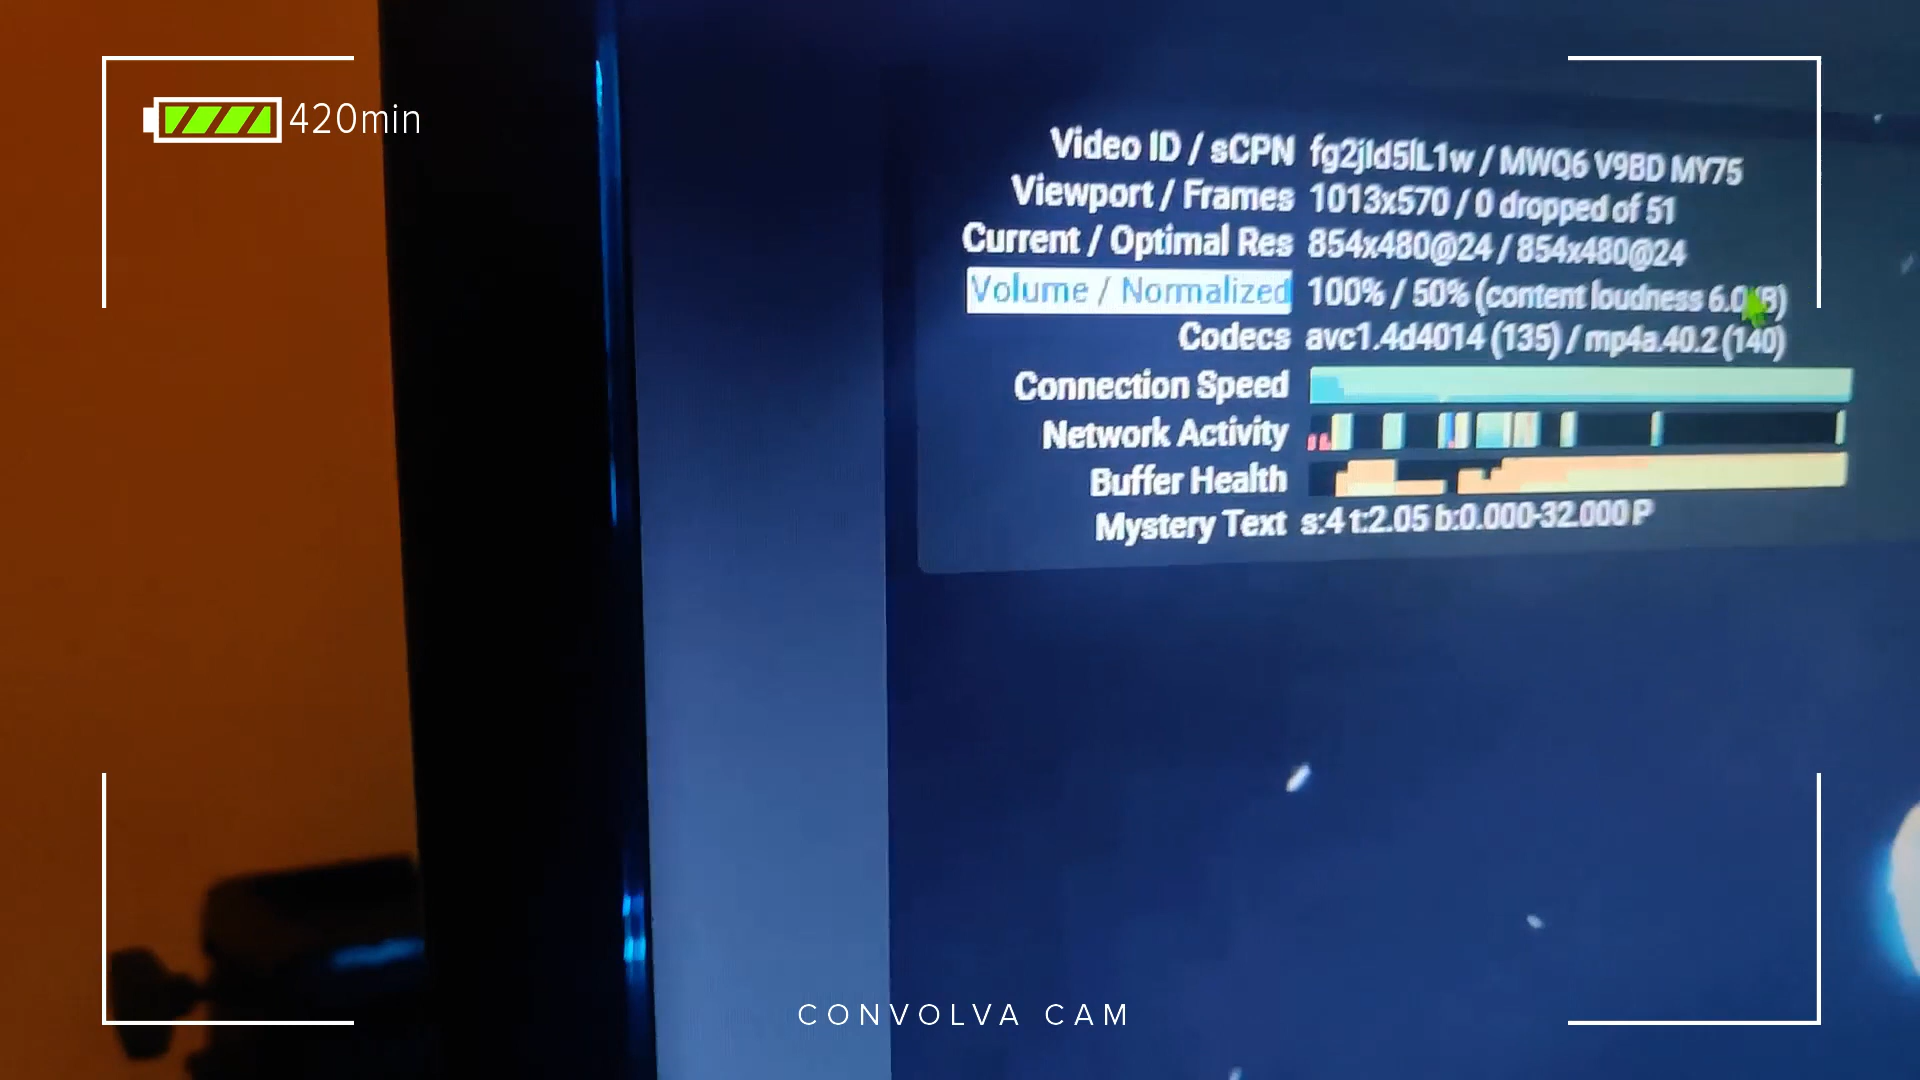 420min
Video ID / sCPN fg2jId5lL1w / MWQ6 V9BD MY75
Viewport / Frames 1013x570 / 0 dropped of 51
Current / Optimal Res 854x480@24 / 854x480@24
Volume / Normalized 100% / 50% (content loudness
Codecs avc1.4d4014 (135) / mp4a.40.2 (140)
Connection Speed
Network Activity
Buffer Health
Mystery Text s:4 t:2.05 b:0.000-32.000 P
CONVOLVA CAM